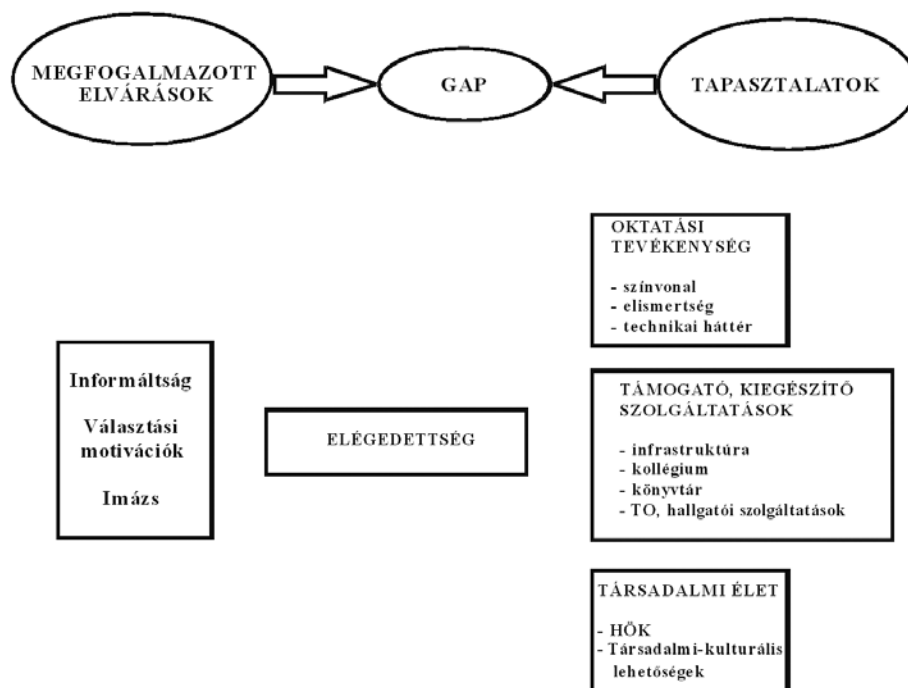 MEGFOGALMAZOTT
ELVÁRÁSOK
GAP
TAPASZTALATOK
OKTATÁSI
TEVÉKENYSÉG
- színvonal
- elismertség
- technikai háttér
Informáltság
Választási
motivációk
Imázs
ELÉGEDETTSÉG
TÁMOGATÓ, KIEGÉSZÍTŐ
SZOLGÁLTATÁSOK
- infrastruktúra
- kollégium
- könyvtár
- TO, hallgatói szolgáltatások
TÁRSADALMI ÉLET
- HÖK
- Társadalmi-kulturális
lehetőségek